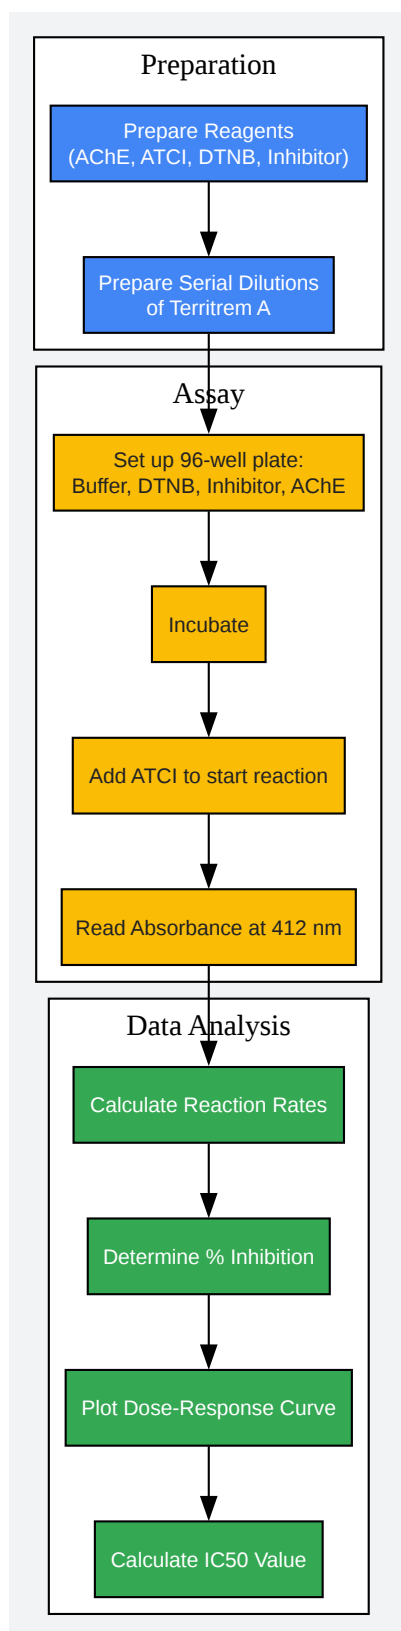 Preparation
Prepare Reagents
(AChE, ATCI, DTNB, Inhibitor)
Prepare Serial Dilutions
of Territrem A
Assay
Set up 96-well plate:
Buffer, DTNB, Inhibitor, AChE
Incubate
Add ATCI to start reaction
Read Absorbance at 412 nm
Data Analysis
Calculate Reaction Rates
Determine % Inhibition
Plot Dose-Response Curve
Calculate IC50 Value